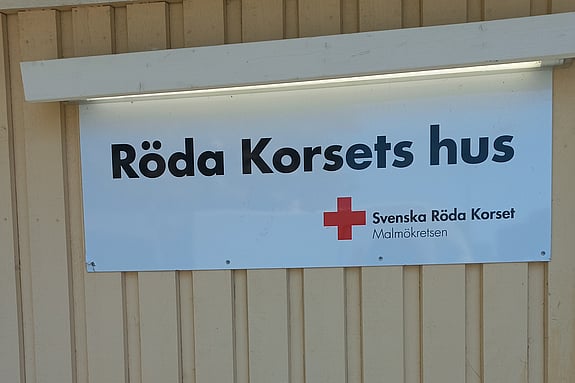 Röda Korsets hus
Svenska Röda Korset
Malmökretsen